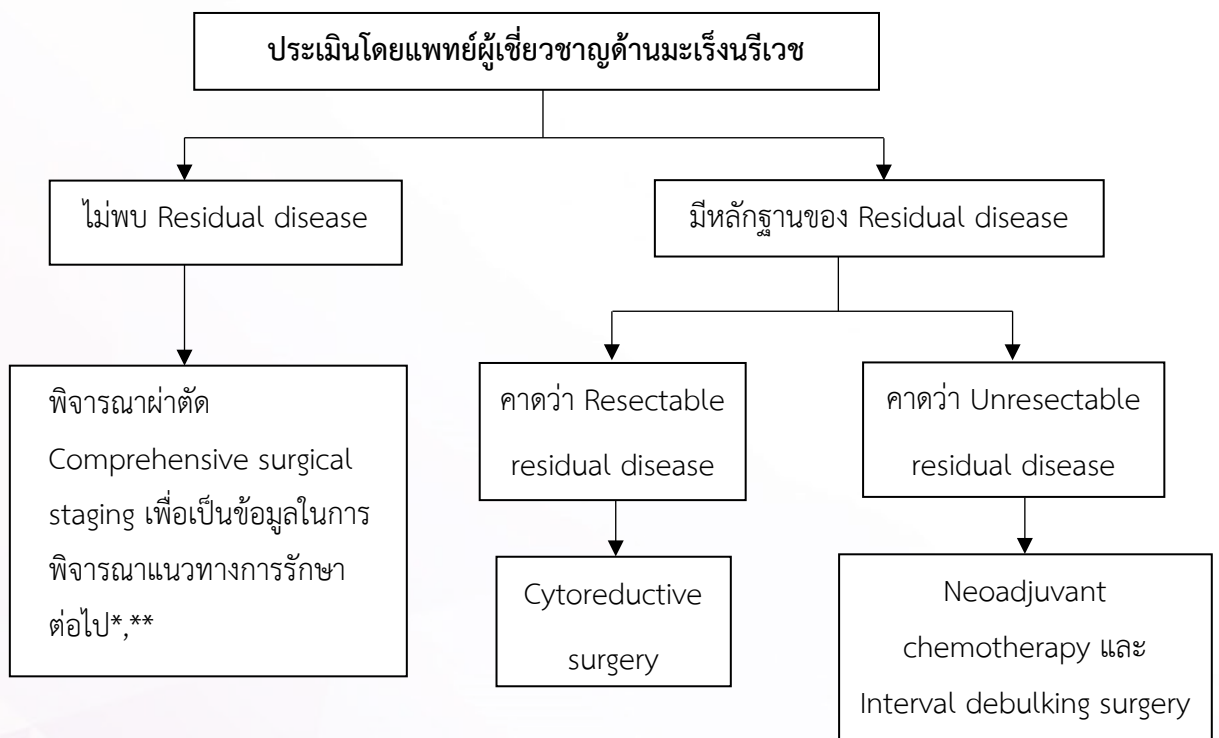 ประเมินโดยแพทย์ผู้เชี่ยวชาญด้านมะเร็งนรีเวช
ไม่พบ Residual disease
มีหลักฐานของ Residual disease
พิจารณาผ่าตัด
Comprehensive surgical
staging เพื่อเป็นข้อมูลในการ
พิจารณาแนวทางการรักษา
ต่อไป*,**
คาดว่า Resectable
residual disease
คาดว่า Unresectable
residual disease
Cytoreductive
surgery
Neoadjuvant
chemotherapy และ
Interval debulking surgery